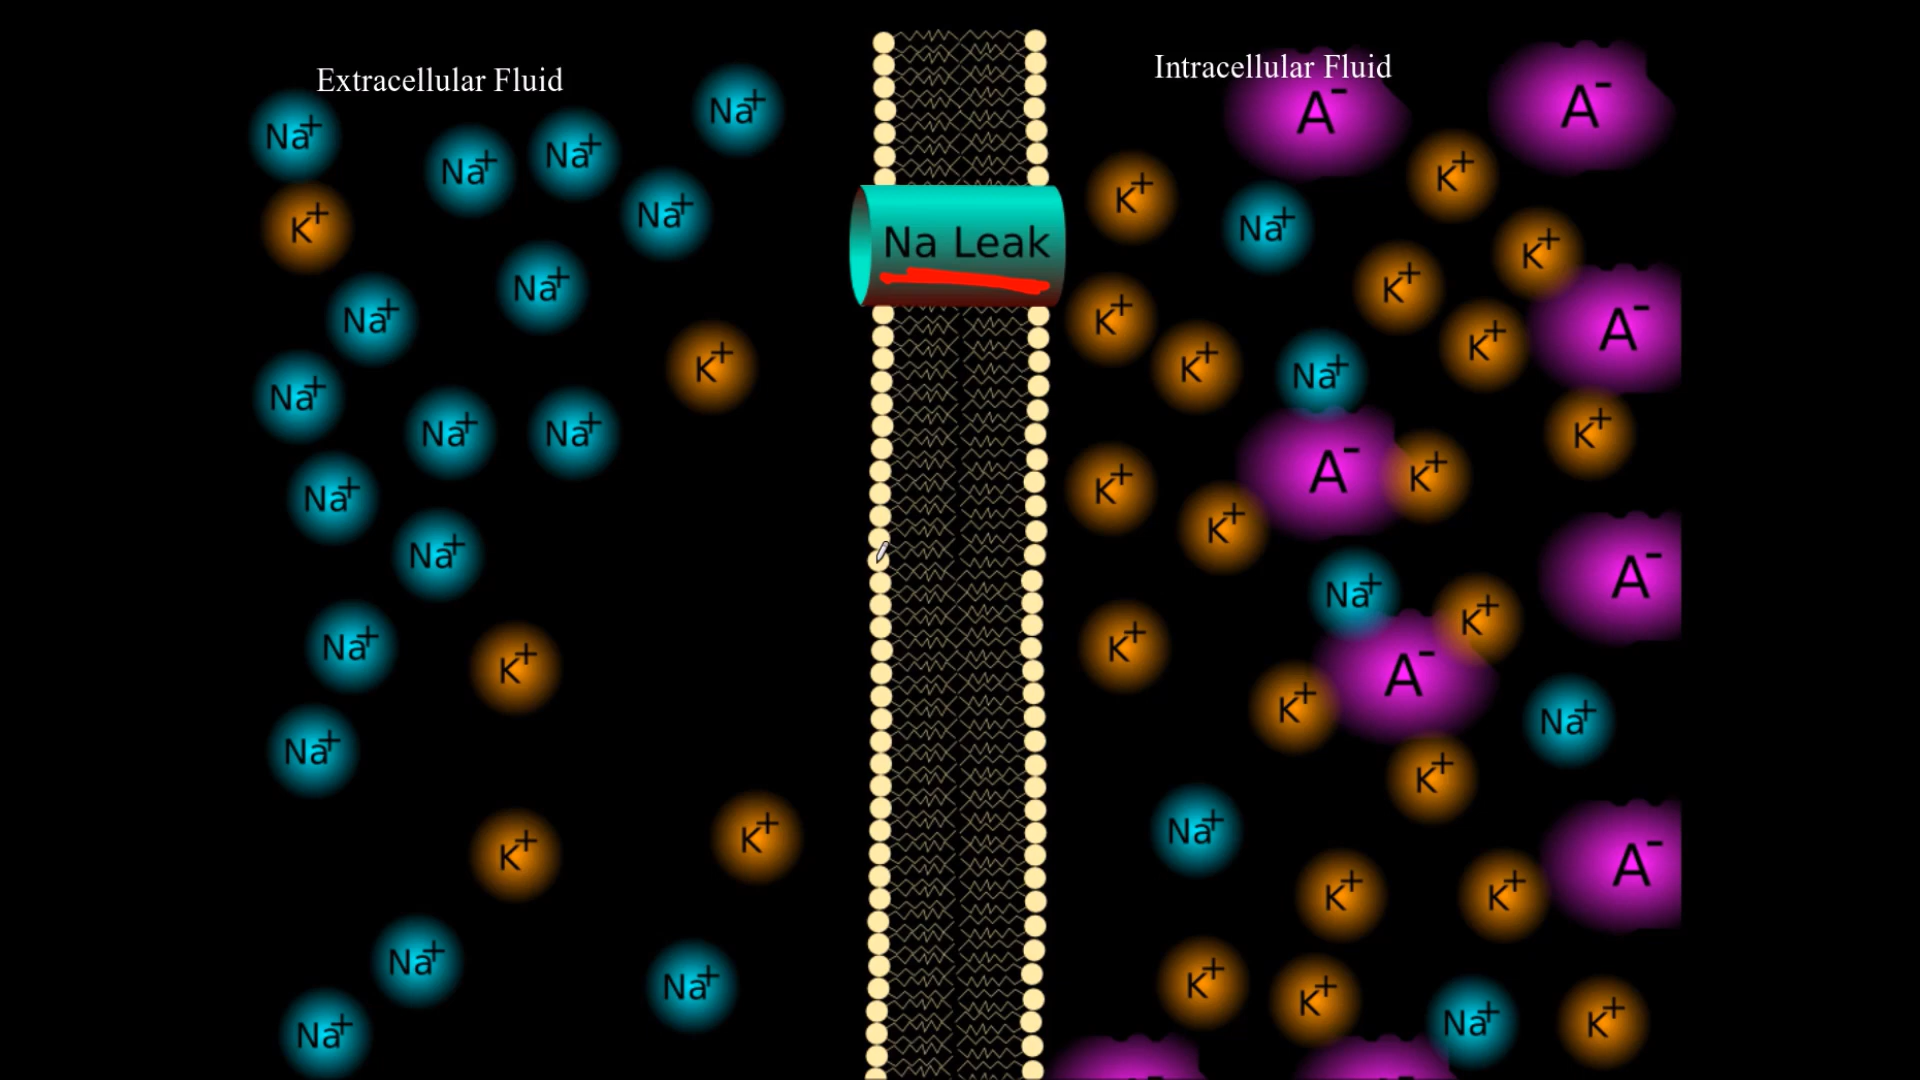 Extracellular Fluid
Intracellular Fluid
Na+
Na+
Na+
Na+
Na+
K+
Na+
Na+
K+
Na+
Na+
Na+
Na+
Na+
Na+
K+
Na+
K+
K+
Na+
Na+
Na+
Na Leak
A-
A-
K+
K+
Na+
K+
K+
K+
K+
K+
A-
K+
Na+
K+
A-
K+
K+
K+
A-
Na+
K+
K+
A-
K+
Na+
K+
Na+
A-
K+
K+
K+
K+
Na+
K+